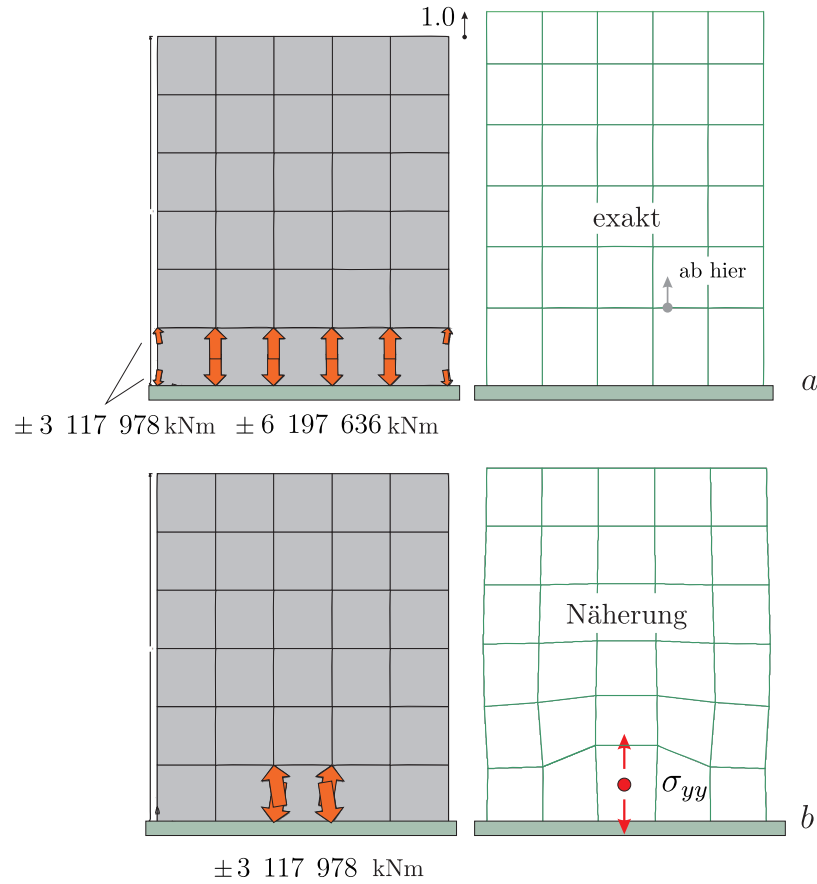 1.0
exakt
ab hier
a
± 3 117 978 kNm ± 6 197 636 kNm
Näherung
σyy
b
± 3 117 978 kNm